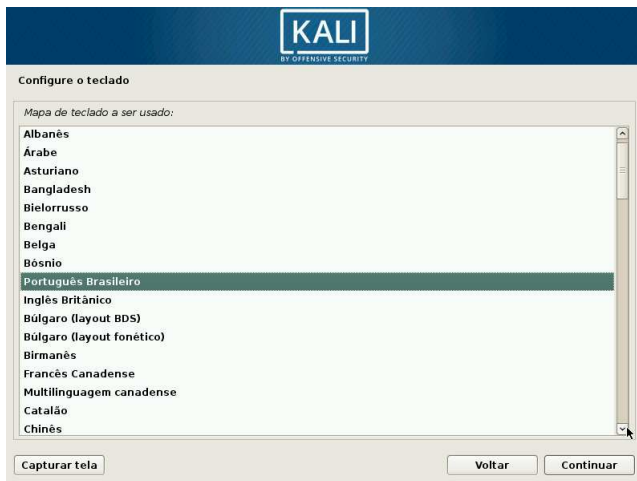 KALI
BY OFFENSIVE SECURITY
Configure o teclado
Mapa de teclado a ser usado:
Albanês
Árabe
Asturiano
Bangladesh
Bielorrusso
Bengali
Belga
Bósnio
Português Brasileiro
Inglês Britânico
Búlgaro (layout BDS)
Búlgaro (layout fonético)
Birmanês
Francês Canadense
Multilinguagem canadense
Catalão
Chinês
Capturar tela
Voltar
Continuar